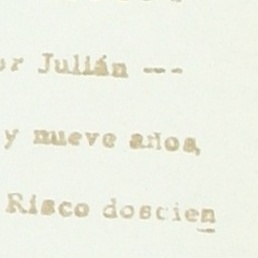 Julián ---
y nueve años,
Risco doscien